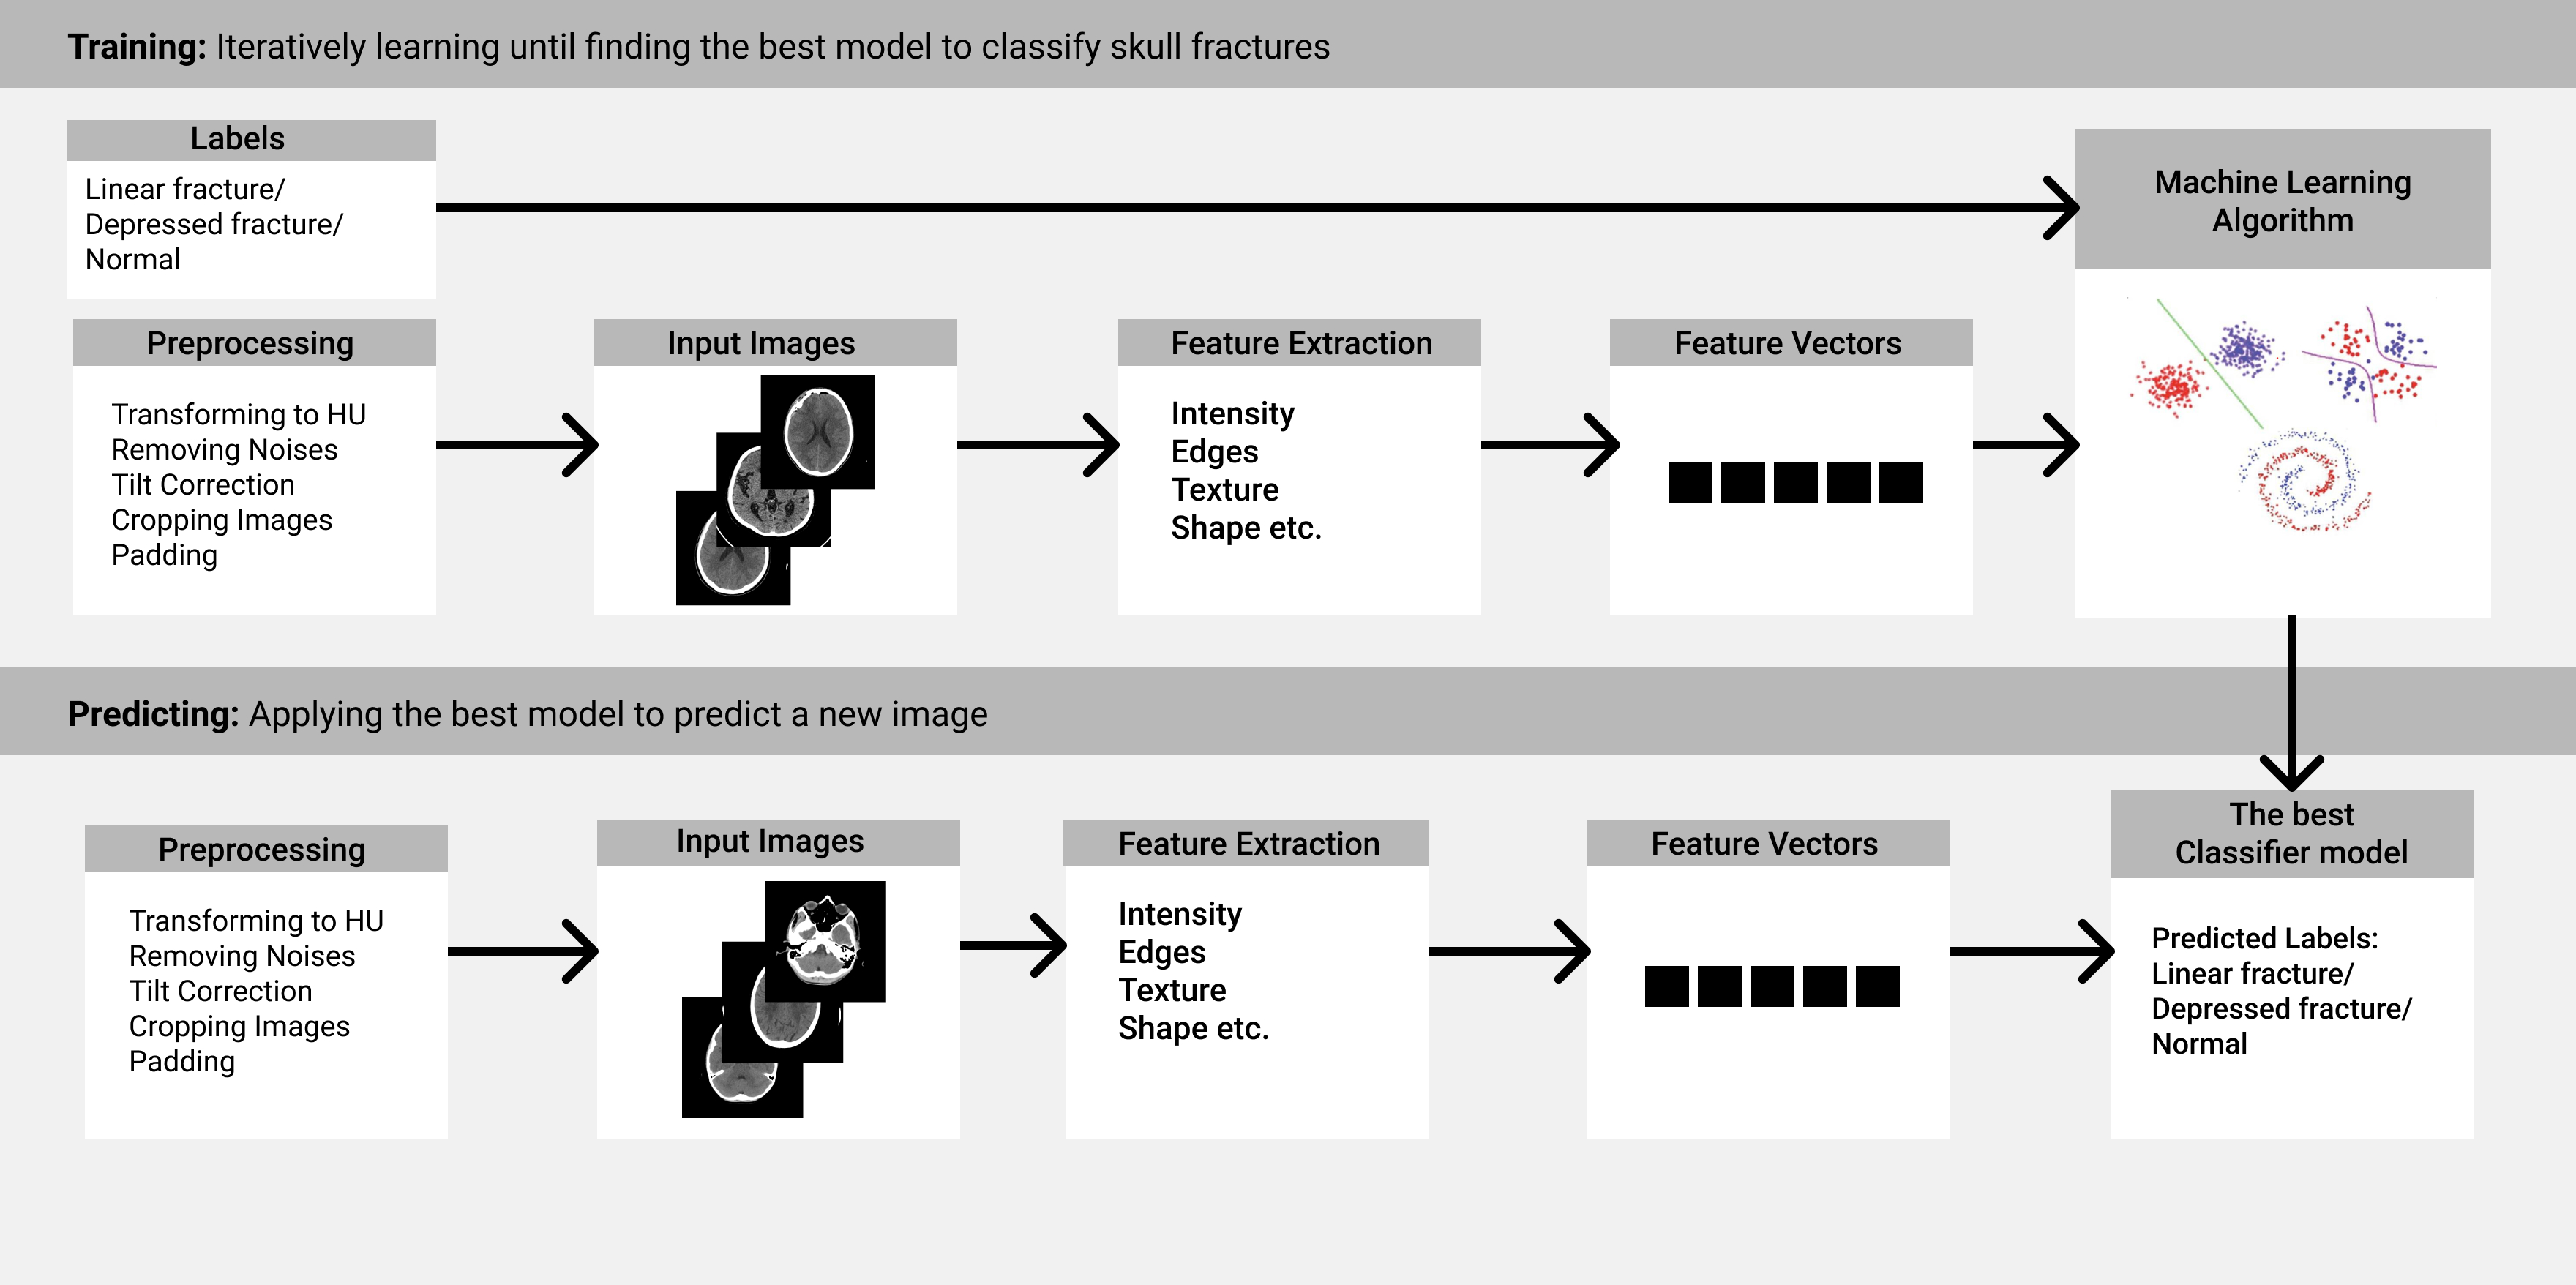 Training: Iteratively learning until finding the best model to classify skull fractures
Labels
Linear fracture/
Depressed fracture/
Normal
Machine Learning
Algorithm
Preprocessing
Transforming to HU
Removing Noises
Tilt Correction
Cropping Images
Padding
Input Images
Feature Extraction
Intensity
Edges
Texture
Shape etc.
Feature Vectors
Predicting: Applying the best model to predict a new image
Preprocessing
Transforming to HU
Removing Noises
Tilt Correction
Cropping Images
Padding
Input Images
Feature Extraction
Intensity
Edges
Texture
Shape etc.
Feature Vectors
The best
Classifier model
Predicted Labels:
Linear fracture/
Depressed fracture/
Normal